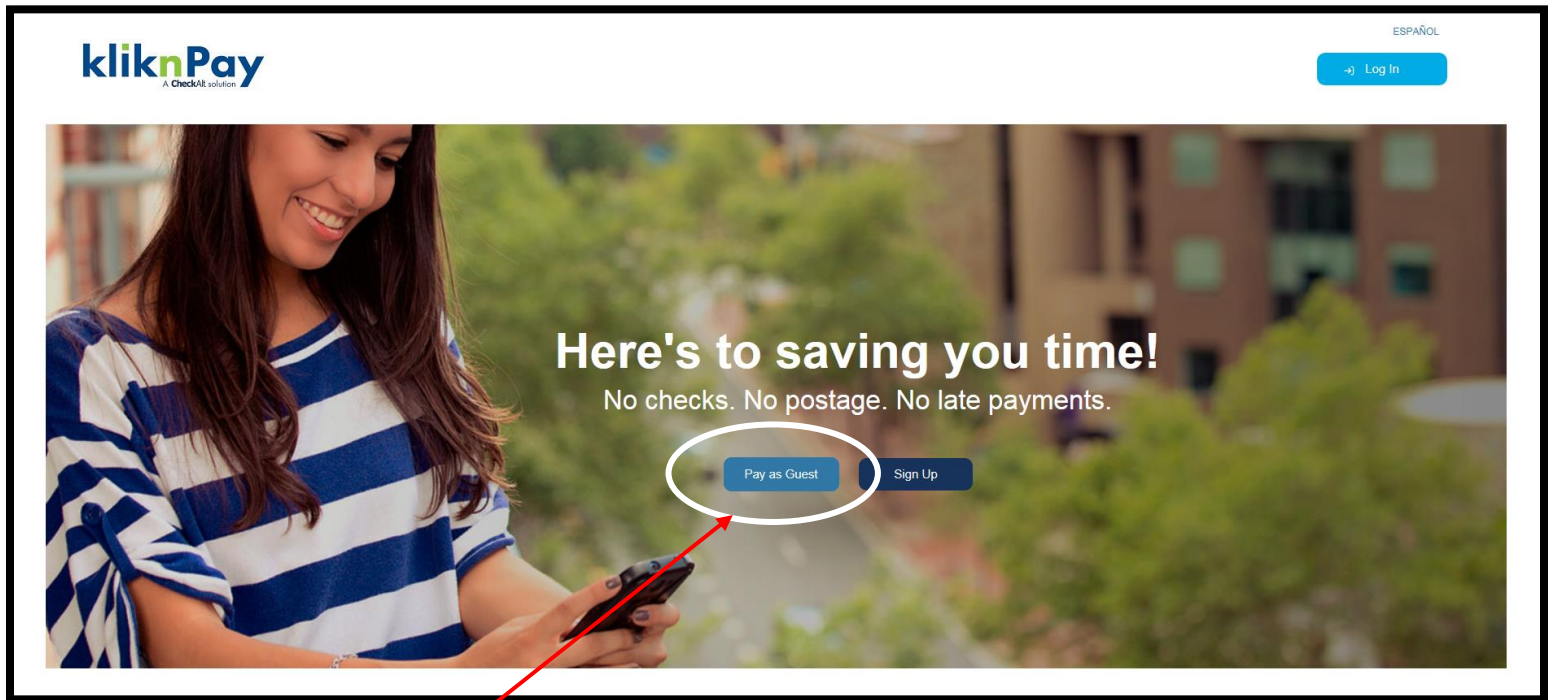 ESPAÑOL
kliknPay
A CheckAlt solution
Log In
Here's to saving you time!
No checks. No postage. No late payments.
Pay as Guest
Sign Up